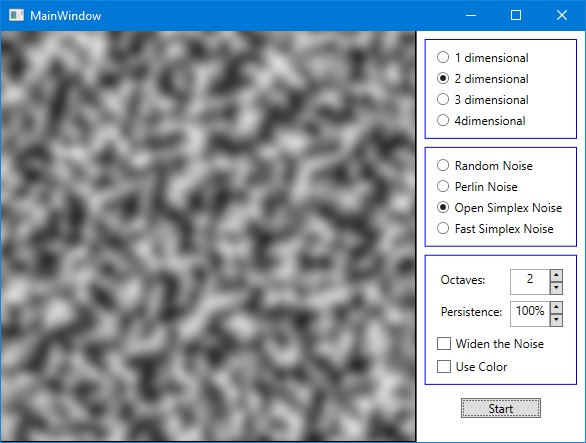 MainWindow
1 dimensional
2 dimensional
3 dimensional
4dimensional
Random Noise
Perlin Noise
Open Simplex Noise
Fast Simplex Noise
Octaves: 2
Persistence: 100%
Widen the Noise
Use Color
Start